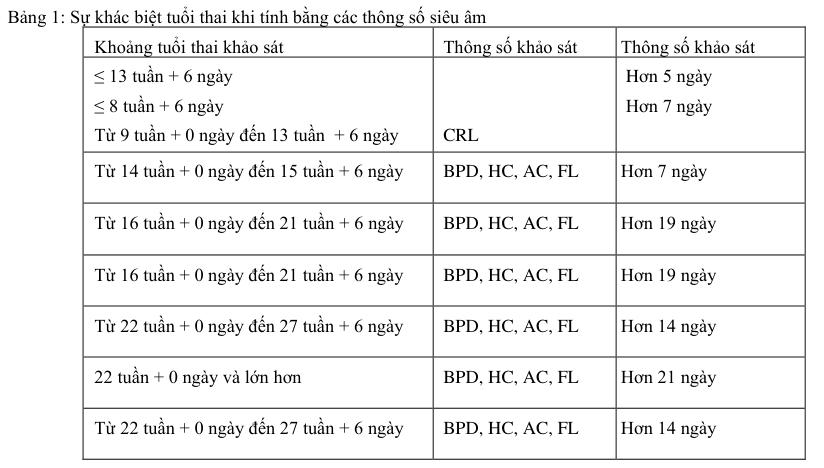 Bảng 1: Sự khác biệt tuổi thai khi tính bằng các thông số siêu âm
Khoảng tuổi thai khảo sát Thông số khảo sát Thông số khảo sát
≤ 13 tuần + 6 ngày Hơn 5 ngày
≤ 8 tuần + 6 ngày Hơn 7 ngày
Từ 9 tuần + 0 ngày đến 13 tuần + 6 ngày CRL
Từ 14 tuần + 0 ngày đến 15 tuần + 6 ngày BPD, HC, AC, FL Hơn 7 ngày
Từ 16 tuần + 0 ngày đến 21 tuần + 6 ngày BPD, HC, AC, FL Hơn 19 ngày
Từ 16 tuần + 0 ngày đến 21 tuần + 6 ngày BPD, HC, AC, FL Hơn 19 ngày
Từ 22 tuần + 0 ngày đến 27 tuần + 6 ngày BPD, HC, AC, FL Hơn 14 ngày
22 tuần + 0 ngày và lớn hơn BPD, HC, AC, FL Hơn 21 ngày
Từ 22 tuần + 0 ngày đến 27 tuần + 6 ngày BPD, HC, AC, FL Hơn 14 ngày